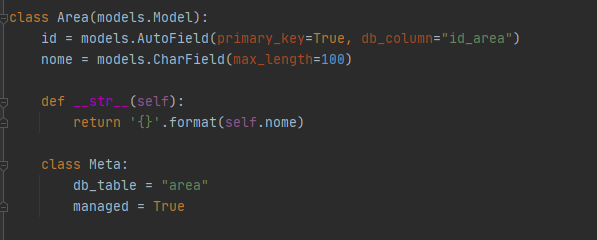 class Area(models.Model):
    id = models.AutoField(primary_key=True, db_column="id_area")
    nome = models.CharField(max_length=100)
    def __str__(self):
        return '{}'.format(self.nome)
    class Meta:
        db_table = "area"
        managed = True